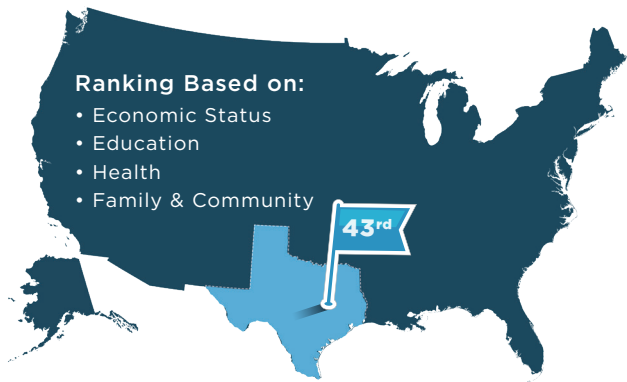 Ranking Based on:
• Economic Status
• Education
• Health
• Family & Community
43rd